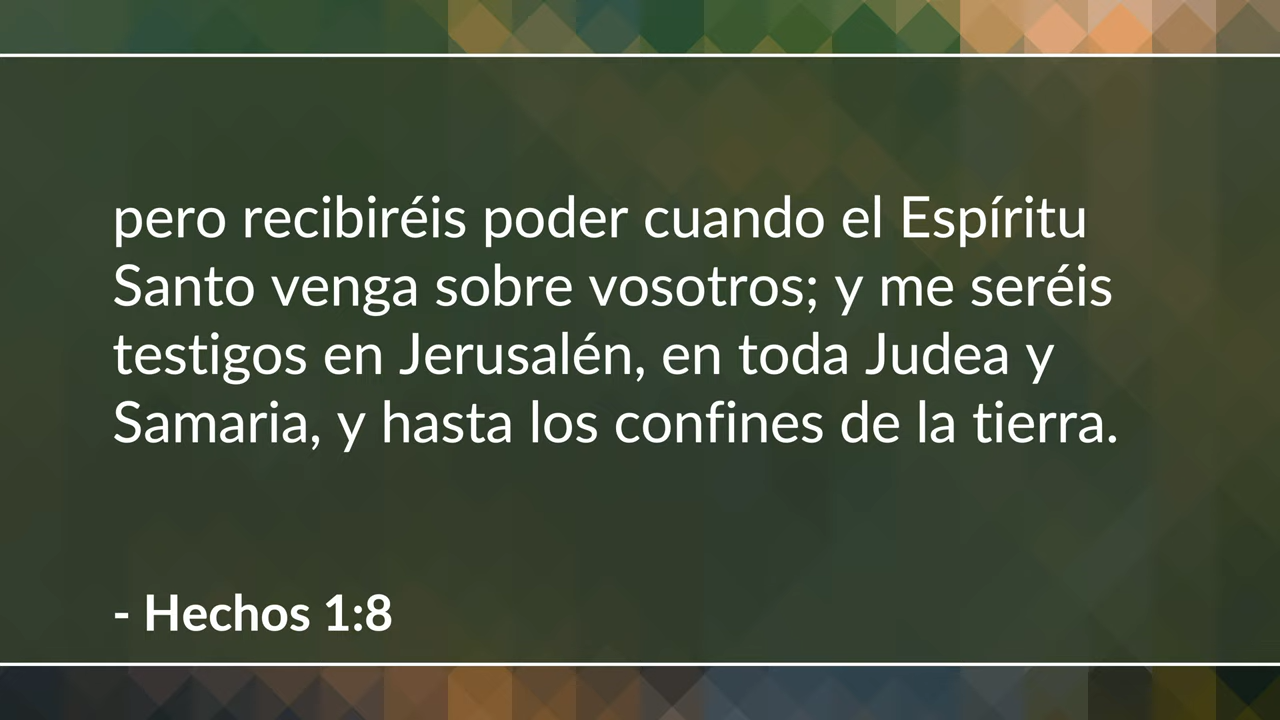 pero recibiréis poder cuando el Espíritu
Santo venga sobre vosotros; y me seréis
testigos en Jerusalén, en toda Judea y
Samaria, y hasta los confines de la tierra.
- Hechos 1:8